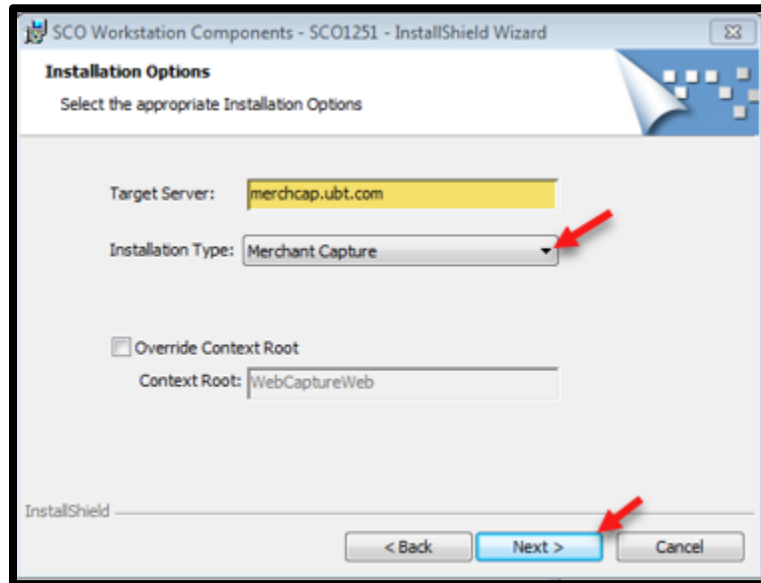 SCO Workstation Components - SCO1251 - InstallShield Wizard
Installation Options
Select the appropriate Installation Options
Target Server: merchcap.ubt.com
Installation Type: Merchant Capture
Override Context Root
Context Root: WebCaptureWeb
InstallShield
< Back Next > Cancel